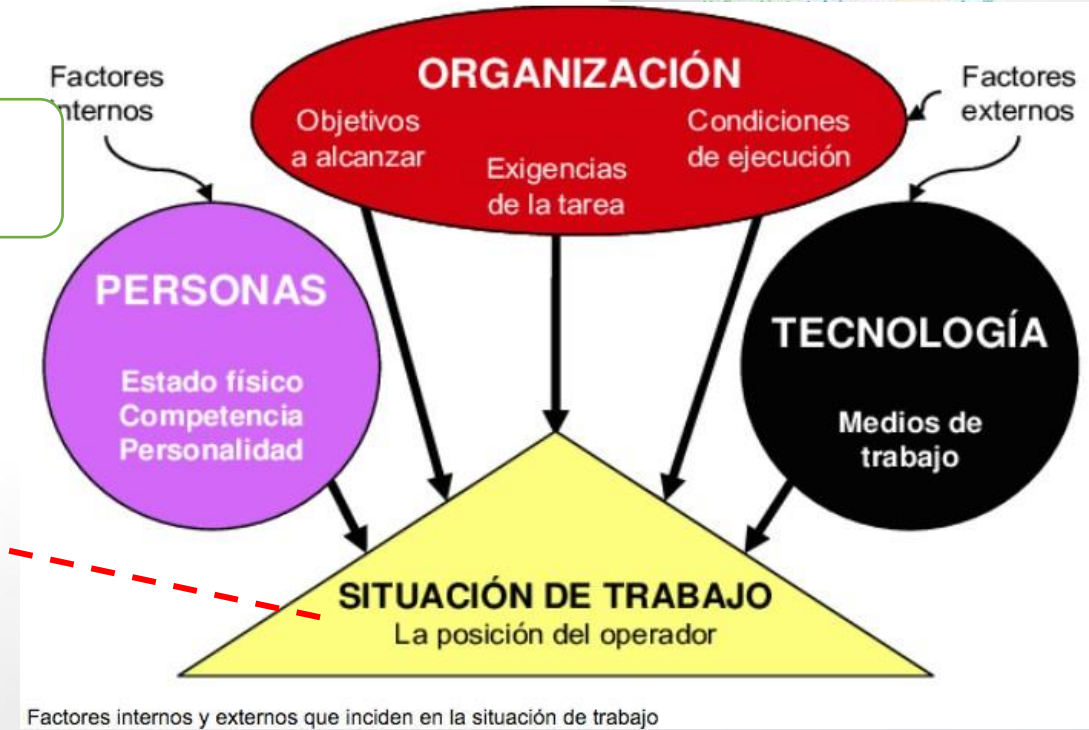 Factores
internos
ORGANIZACIÓN
Objetivos
a alcanzar
Exigencias
de la tarea
Condiciones
de ejecución
Factores
externos
PERSONAS
Estado físico
Competencia
Personalidad
TECNOLOGÍA
Medios de
trabajo
SITUACIÓN DE TRABAJO
La posición del operador
Factores internos y externos que inciden en la situación de trabajo